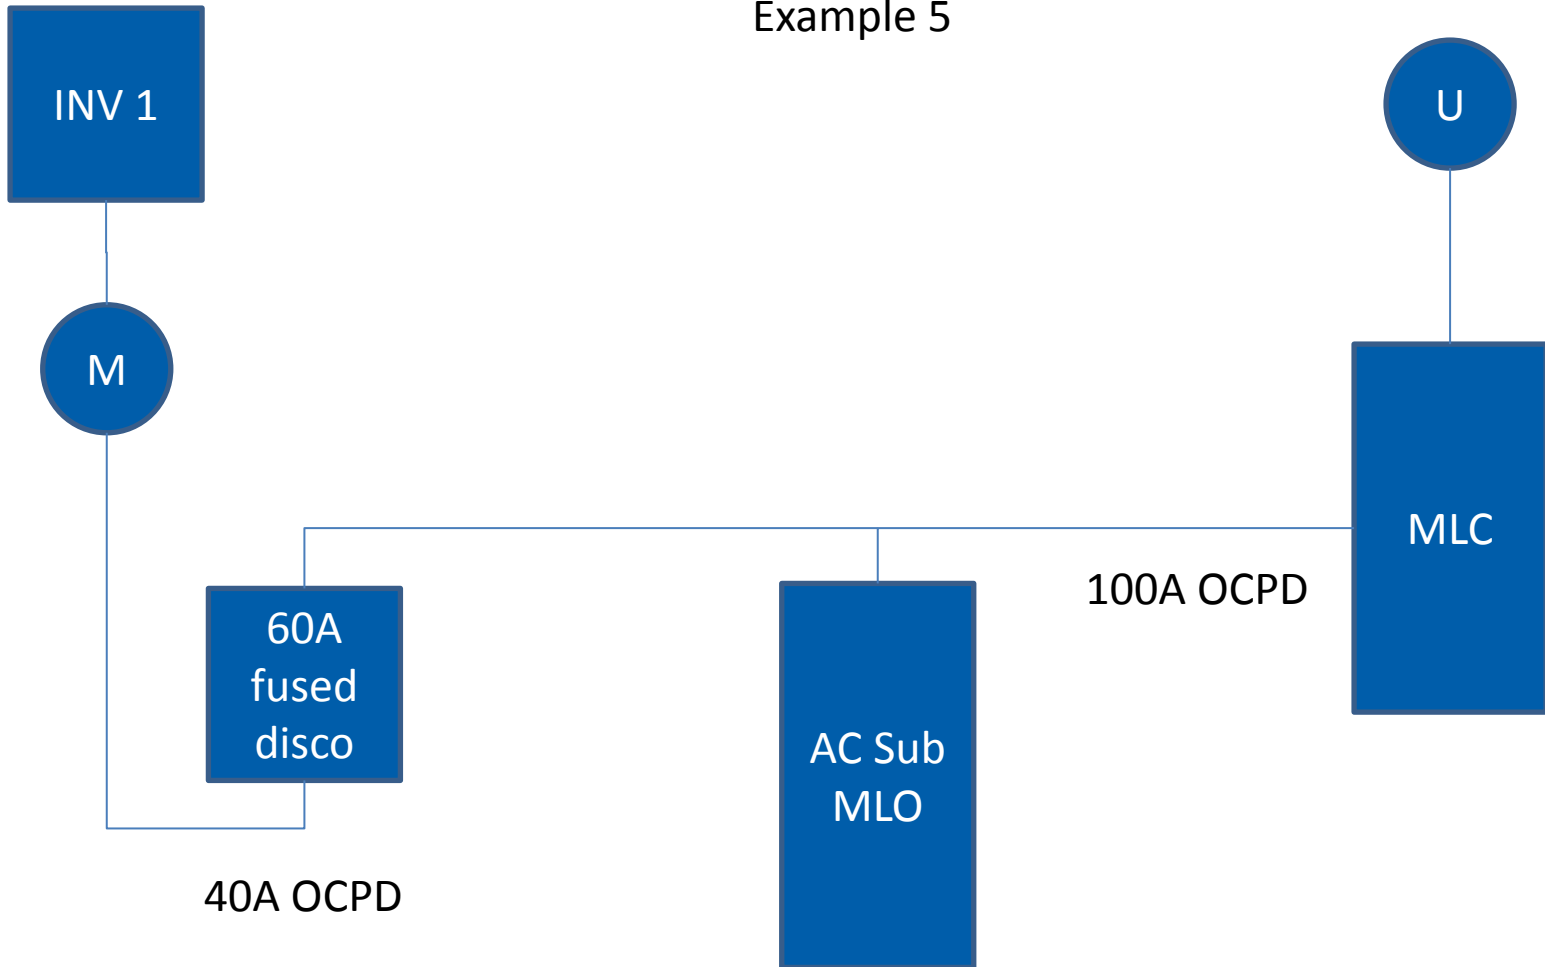 Example 5
INV 1
U
M
MLC
100A OCPD
60A
fused
disco
AC Sub
MLO
40A OCPD